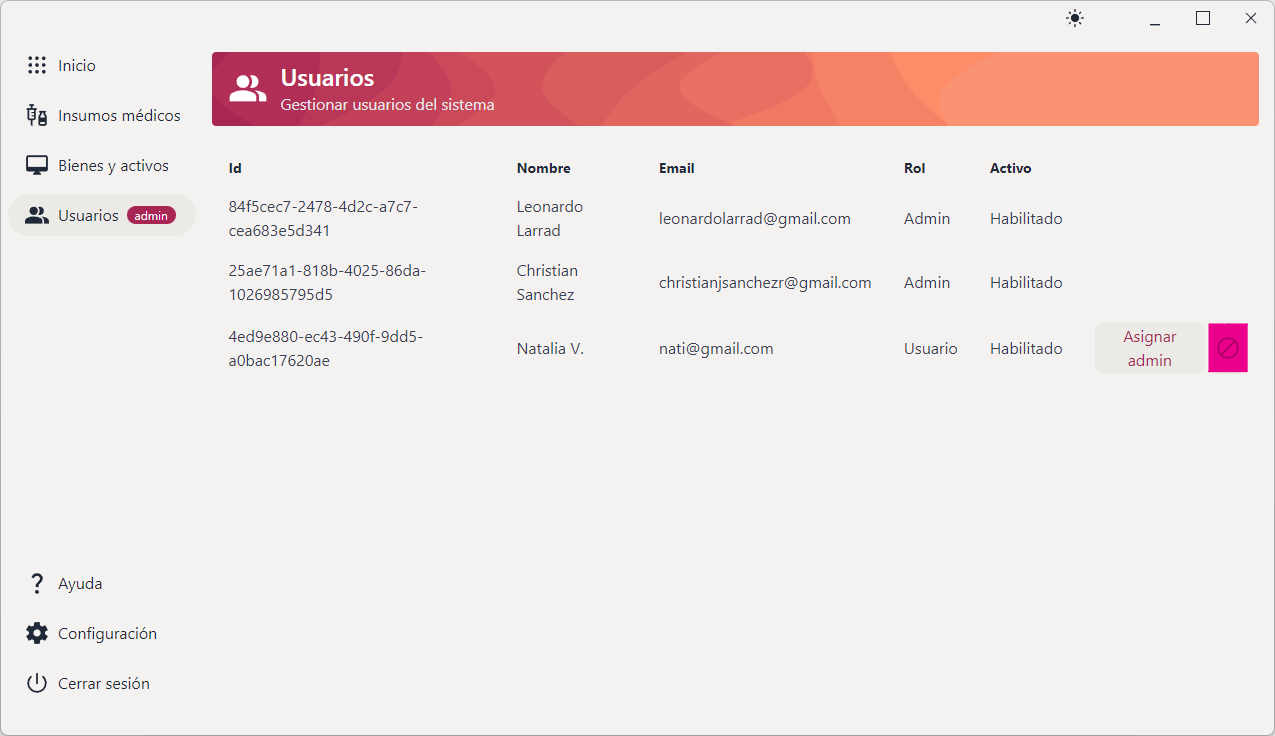 Inicio
Insumos médicos
Bienes y activos
Usuarios admin
Usuarios
Gestionar usuarios del sistema
Id Nombre Email Rol Activo
84f5cec7-2478-4d2c-a7c7-
cea683e5d341
Leonardo
Larrad
leonardolarrad@gmail.com
Admin
Habilitado
25ae71a1-818b-4025-86da-
1026985795d5
Christian
Sanchez
christianjsanchezr@gmail.com
Admin
Habilitado
4ed9e880-ec43-490f-9dd5-
a0bac17620ae
Natalia V.
nati@gmail.com
Usuario
Habilitado
Asignar
admin
Ayuda
Configuración
Cerrar sesión